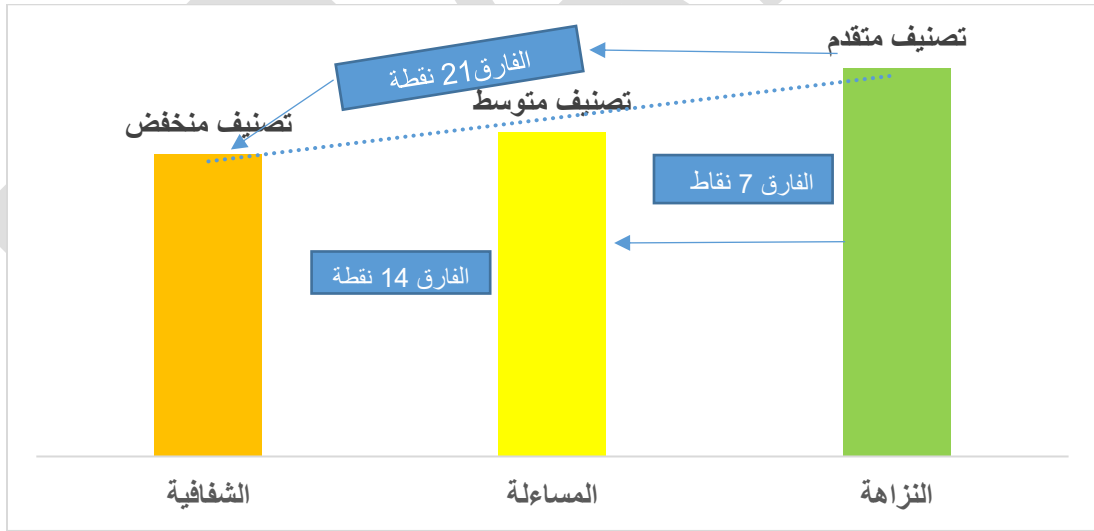 تصنيف متقدم
الفارق21 نقطة
تصنيف متوسط
تصنيف منخفض
الفارق 7 نقاط
الفارق 14 نقطة
النزاهة
المساءلة
الشفافية